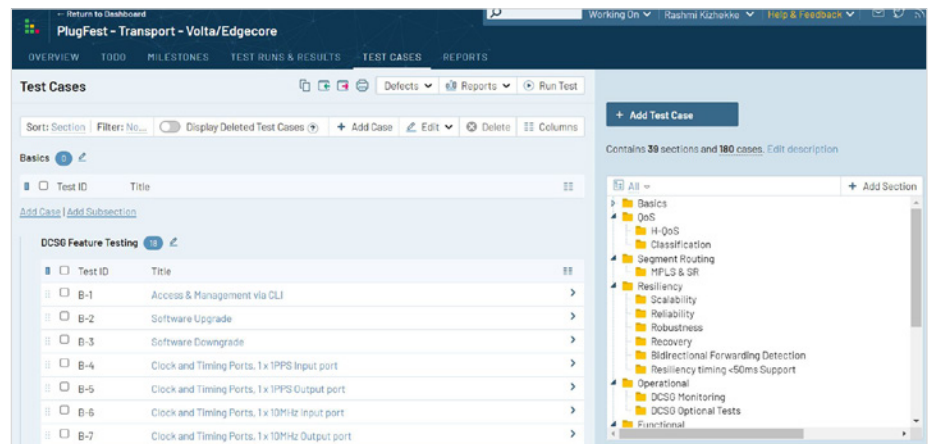 ← Return to Dashboard
Working On Rashmi Kizhekke Help & Feedback
PlugFest - Transport - Volta/Edgecore
OVERVIEW TODO MILESTONES TEST RUNS & RESULTS TEST CASES REPORTS
Test Cases
Defects Reports Run Test
Sort: Section Filter: No... Display Deleted Test Cases + Add Case Edit Delete Columns
Basics 0
Test ID Title
Add Case | Add Subsection
DCSG Feature Testing 18
Test ID Title
B-1 Access & Management via CLI
B-2 Software Upgrade
B-3 Software Downgrade
B-4 Clock and Timing Ports, 1 x 1PPS Input port
B-5 Clock and Timing Ports, 1 x 1PPS Output port
B-6 Clock and Timing Ports, 1 x 10MHz Input port
B-7 Clock and Timing Ports, 1 x 10MHz Output port
+ Add Test Case
Contains 39 sections and 180 cases. Edit description
All + Add Section
Basics
QoS
H-QoS
Classification
Segment Routing
MPLS & SR
Resiliency
Scalability
Reliability
Robustness
Recovery
Bidirectional Forwarding Detection
Resiliency timing <50ms Support
Operational
DCSG Monitoring
DCSG Optional Tests
Functional